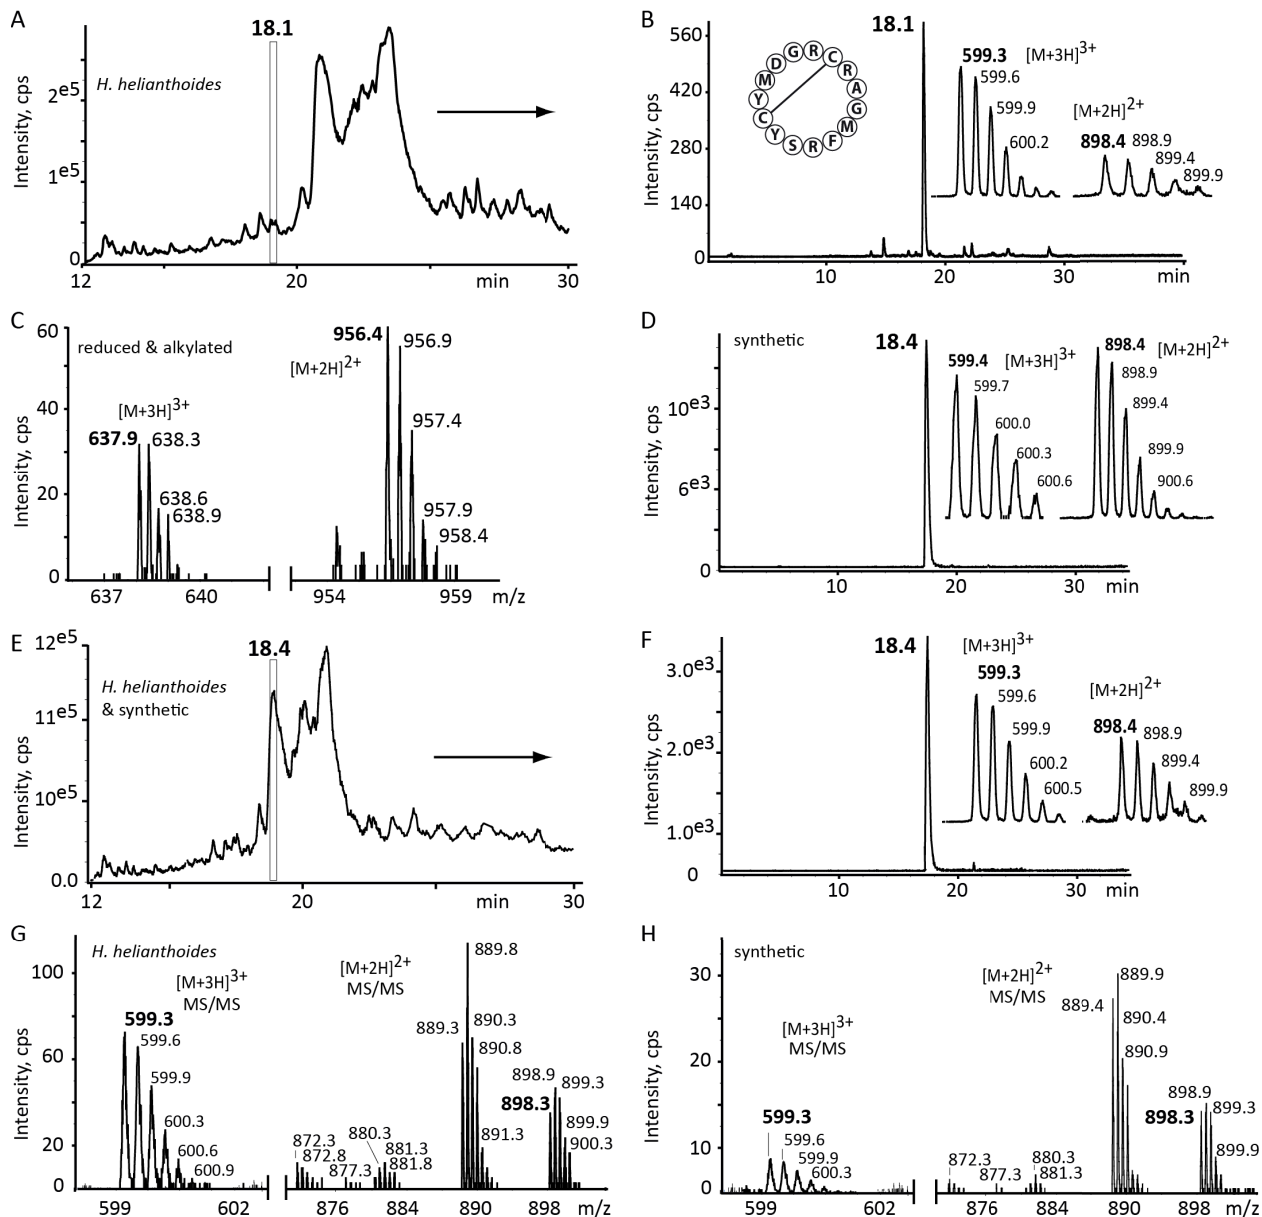 A
18.1
H. helianthoides
Intensity, cps
2e5
1e5
0
12
20
min
30
B
18.1
Intensity, cps
560
420
280
140
0
10
20
30
min
G R C R A G M F R S Y C Y M D
599.3
[M+3H]3+
599.6
599.9
600.2
[M+2H]2+
898.4
898.9
899.4
899.9
C
reduced & alkylated
Intensity, cps
60
40
20
0
[M+3H]3+
637.9
638.3
638.6
638.9
637
640
956.4
956.9
[M+2H]2+
957.4
957.9
958.4
954
959
m/z
D
synthetic
18.4
Intensity, cps
10e3
6e3
0
599.4
[M+3H]3+
599.7
600.0
600.3
600.6
898.4
[M+2H]2+
898.9
899.4
899.9
900.6
20
30
min
E
18.4
H. helianthoides
& synthetic
Intensity, cps
12e5
11e5
10e5
0.0
12
20
min
30
F
18.4
Intensity, cps
3.0e3
2.0e3
1.0e3
0
[M+3H]3+
599.3
599.6
599.9
600.2
600.5
[M+2H]2+
898.4
898.9
899.4
899.9
10
20
30
min
G
H. helianthoides
Intensity, cps
100
60
20
0
[M+3H]3+
MS/MS
599.3
599.6
599.9
600.3
600.6
600.9
599
602
[M+2H]2+
MS/MS
889.8
889.3
890.3
890.8
891.3
872.3
872.8
877.3
880.3
881.3
881.8
898.9
899.3
898.3
899.9
900.3
876
884
890
898
m/z
H
synthetic
Intensity, cps
30
20
10
0
[M+3H]3+
MS/MS
599.3
599.6
599.9
600.3
599
602
[M+2H]2+
MS/MS
889.9
889.4
890.4
890.9
872.3
877.3
880.3
881.3
898.9
898.3
899.3
899.9
876
884
890
898
m/z